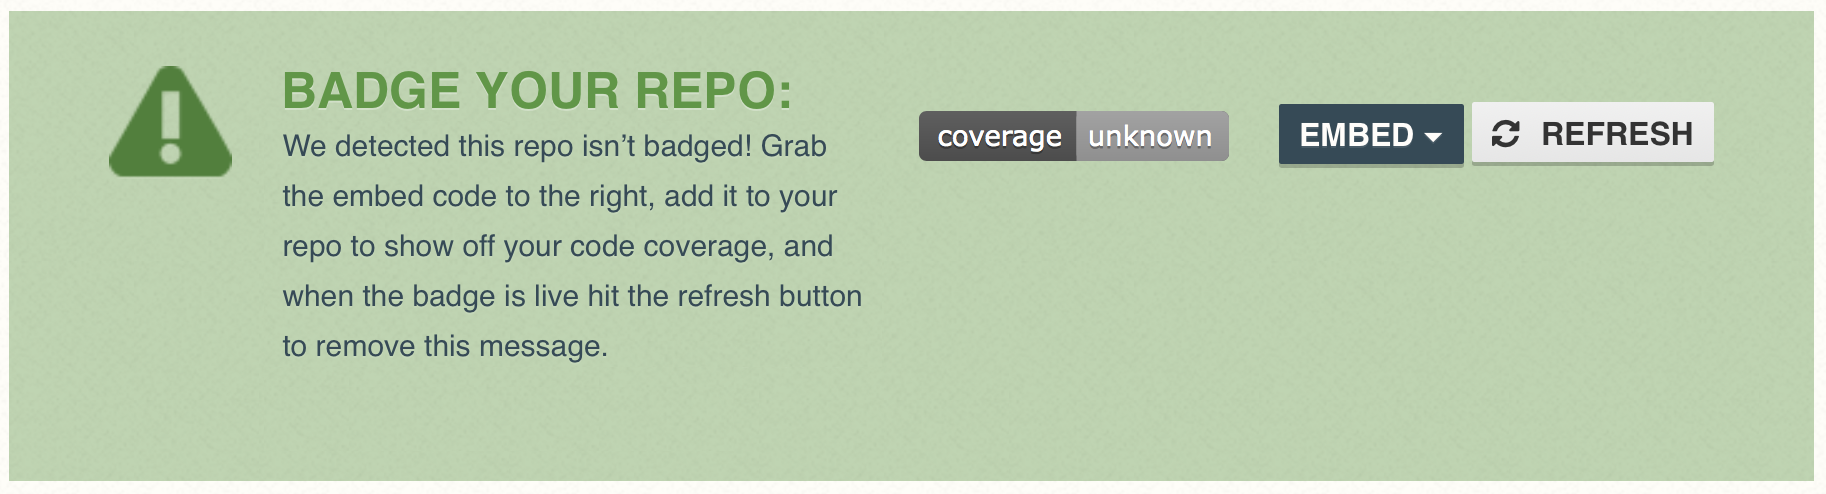 BADGE YOUR REPO:
We detected this repo isn’t badged! Grab
the embed code to the right, add it to your
repo to show off your code coverage, and
when the badge is live hit the refresh button
to remove this message.
coverage unknown
EMBED
REFRESH